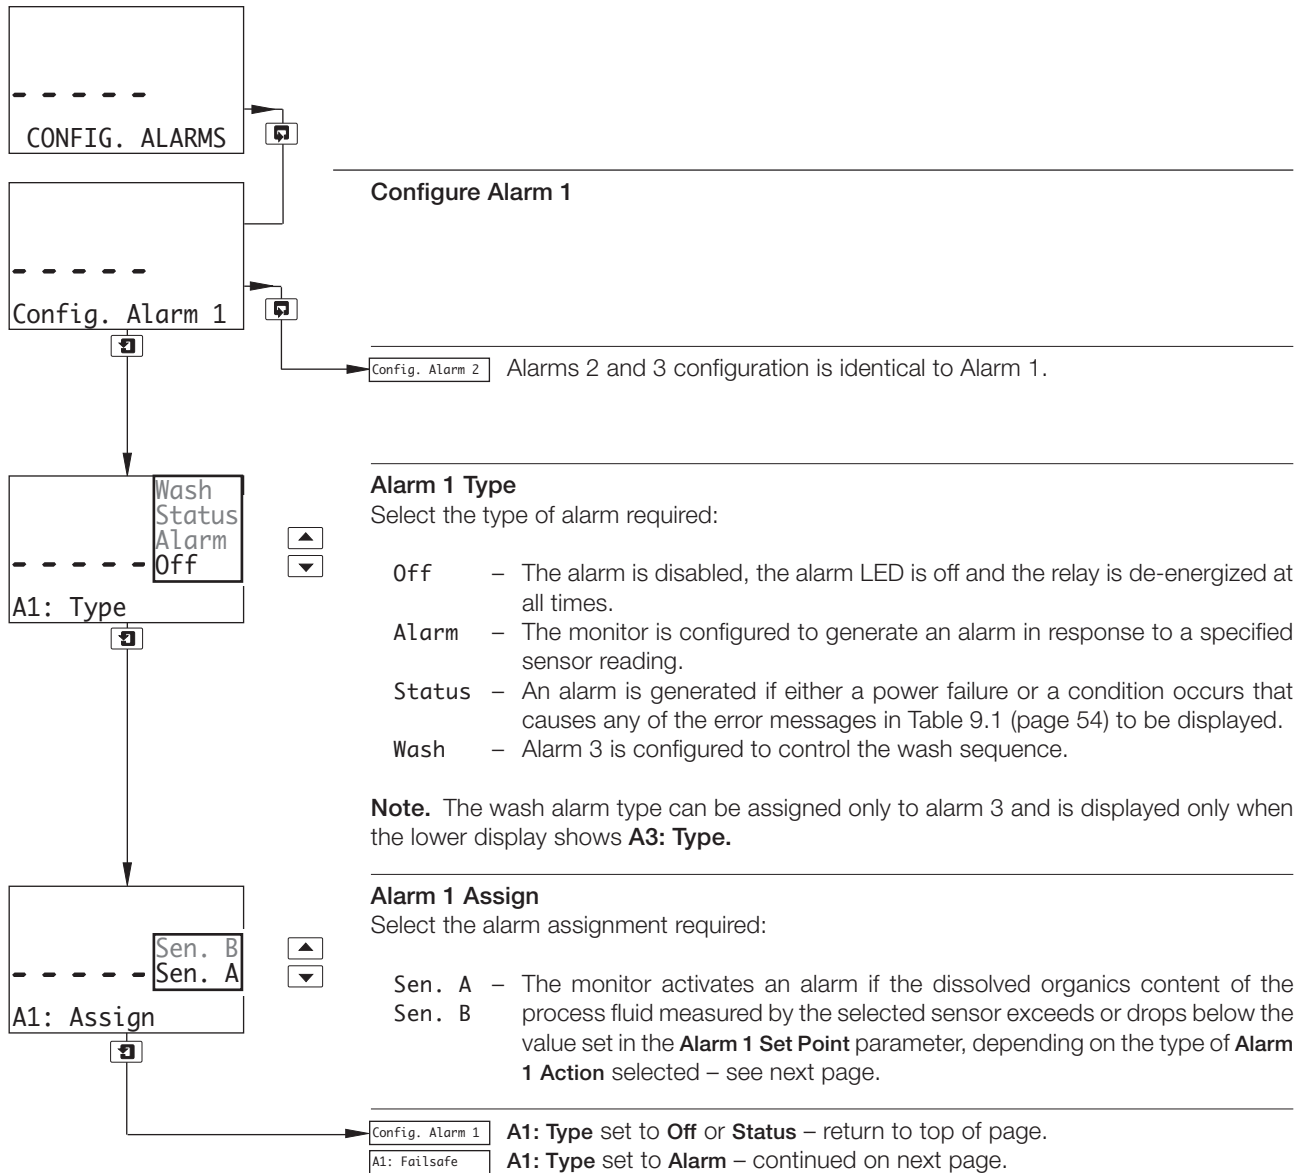 - - - - -
CONFIG. ALARMS
Configure Alarm 1
- - - - -
Config. Alarm 1
Config. Alarm 2 Alarms 2 and 3 configuration is identical to Alarm 1.
Alarm 1 Type
Select the type of alarm required:
Wash
Status
Alarm
- - - - - Off
A1: Type
Off – The alarm is disabled, the alarm LED is off and the relay is de-energized at
all times.
Alarm – The monitor is configured to generate an alarm in response to a specified
sensor reading.
Status – An alarm is generated if either a power failure or a condition occurs that
causes any of the error messages in Table 9.1 (page 54) to be displayed.
Wash – Alarm 3 is configured to control the wash sequence.
Note. The wash alarm type can be assigned only to alarm 3 and is displayed only when
the lower display shows A3: Type.
Alarm 1 Assign
Select the alarm assignment required:
Sen. B
- - - - - Sen. A
A1: Assign
Sen. A – The monitor activates an alarm if the dissolved organics content of the
Sen. B process fluid measured by the selected sensor exceeds or drops below the
value set in the Alarm 1 Set Point parameter, depending on the type of Alarm
1 Action selected – see next page.
Config. Alarm 1 A1: Type set to Off or Status – return to top of page.
A1: Failsafe A1: Type set to Alarm – continued on next page.